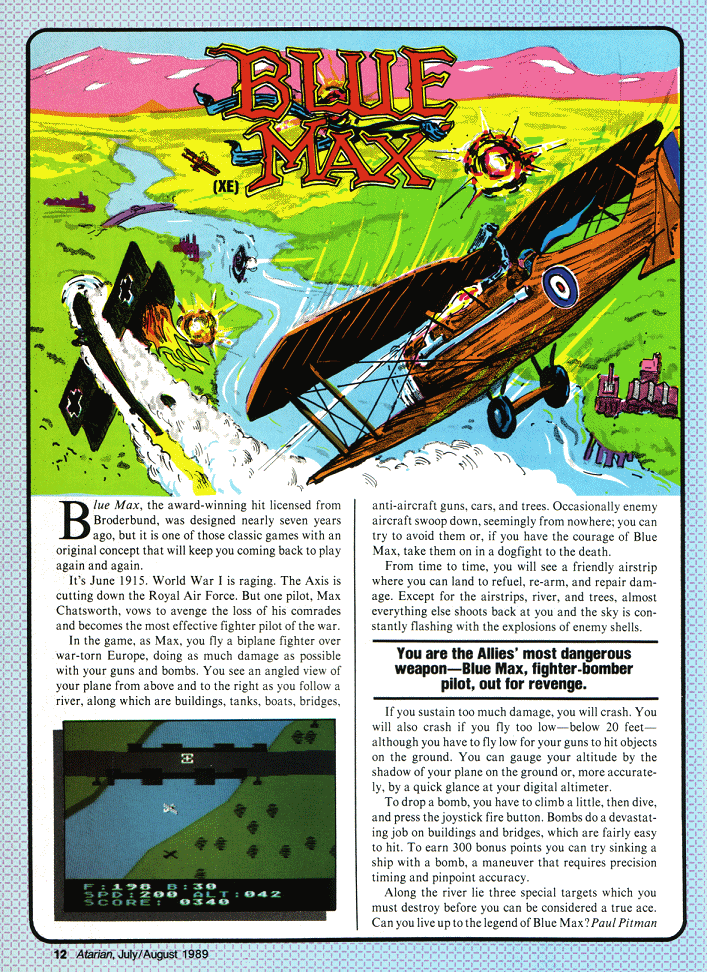 BLUE
MAX
(XE)
Blue Max, the award-winning hit licensed from
Broderbund, was designed nearly seven years
ago, but it is one of those classic games with an
original concept that will keep you coming back to play
again and again.
It's June 1915. World War I is raging. The Axis is
cutting down the Royal Air Force. But one pilot, Max
Chatsworth, vows to avenge the loss of his comrades
and becomes the most effective fighter pilot of the war.
In the game, as Max, you fly a biplane fighter over
war-torn Europe, doing as much damage as possible
with your guns and bombs. You see an angled view of
your plane from above and to the right as you follow a
river, along which are buildings, tanks, boats, bridges,
F:198 B:30
SPD:200 ALT:042
SCORE: 0340
anti-aircraft guns, cars, and trees. Occasionally enemy
aircraft swoop down, seemingly from nowhere; you can
try to avoid them or, if you have the courage of Blue
Max, take them on in a dogfight to the death.
From time to time, you will see a friendly airstrip
where you can land to refuel, re-arm, and repair dam-
age. Except for the airstrips, river, and trees, almost
everything else shoots back at you and the sky is con-
stantly flashing with the explosions of enemy shells.
You are the Allies' most dangerous
weapon—Blue Max, fighter-bomber
pilot, out for revenge.
If you sustain too much damage, you will crash. You
will also crash if you fly too low—below 20 feet—
although you have to fly low for your guns to hit objects
on the ground. You can gauge your altitude by the
shadow of your plane on the ground or, more accurate-
ly, by a quick glance at your digital altimeter.
To drop a bomb, you have to climb a little, then dive,
and press the joystick fire button. Bombs do a devastat-
ing job on buildings and bridges, which are fairly easy
to hit. To earn 300 bonus points you can try sinking a
ship with a bomb, a maneuver that requires precision
timing and pinpoint accuracy.
Along the river lie three special targets which you
must destroy before you can be considered a true ace.
Can you live up to the legend of Blue Max? Paul Pitman
12 Atarian, July/August 1989